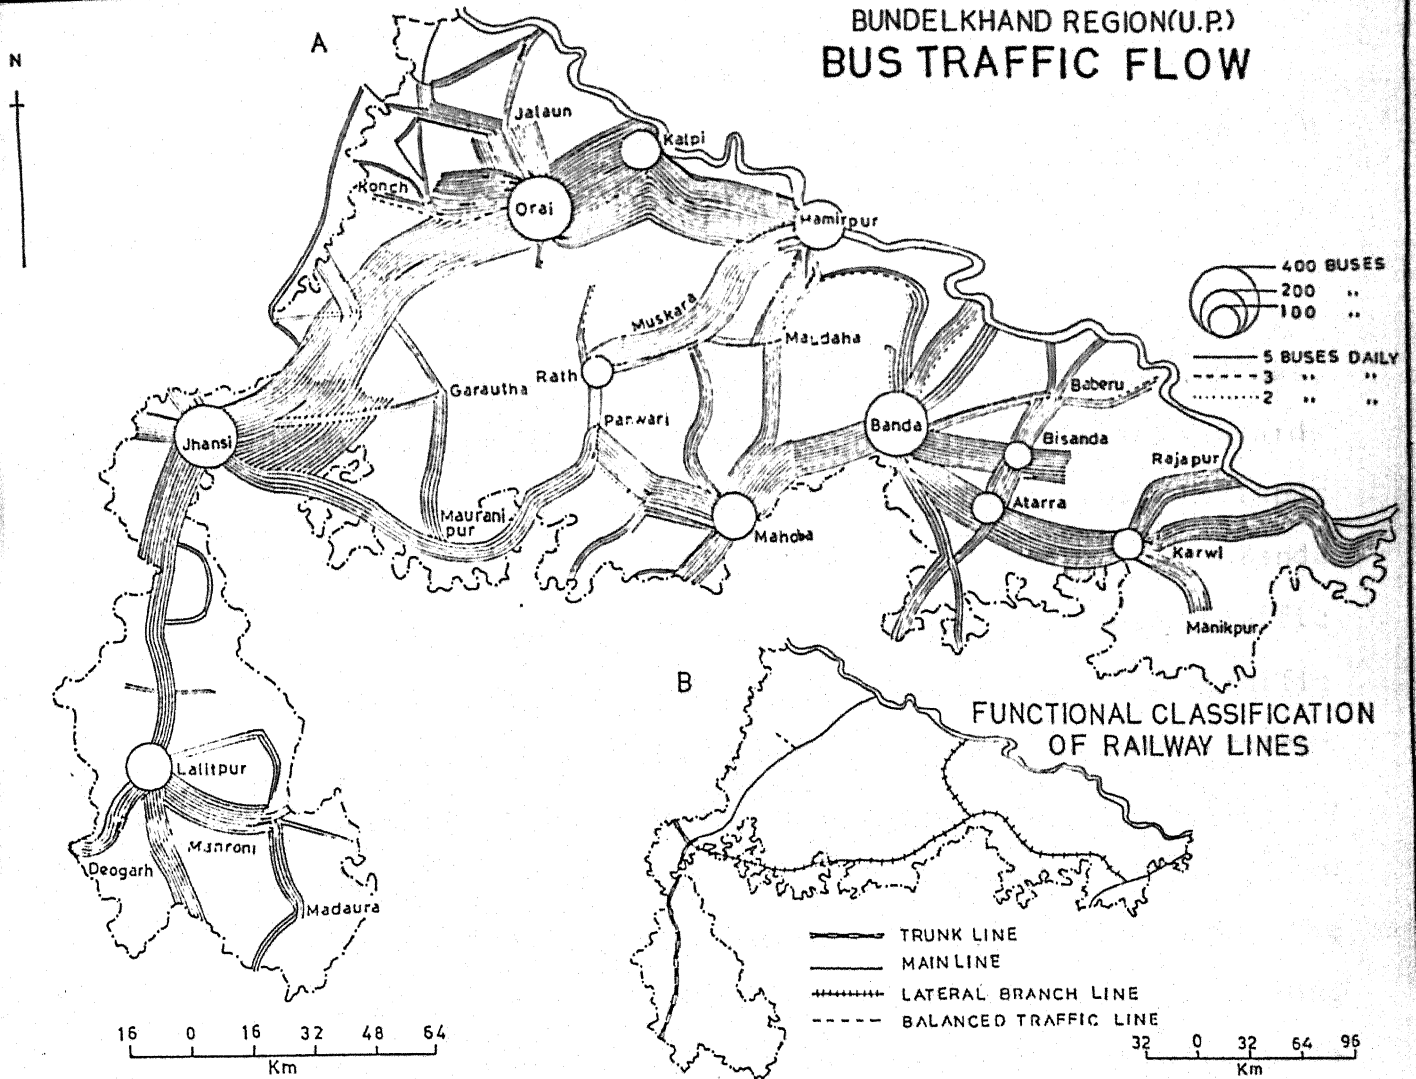 BUNDELKHAND REGION(U.P.)
BUS TRAFFIC FLOW
A
N
Jalaun
Kalpi
Konch
Orai
Hamirpur
400 BUSES
200 "
100 "
5 BUSES DAILY
3 " "
2 " "
Muskara
Maudaha
Rath
Garautha
Baberu
Panwari
Banda
Jhansi
Bisanda
Rajapur
Atarra
Maurani
pur
Mahoba
Karwi
Manikpur
B
FUNCTIONAL CLASSIFICATION
OF RAILWAY LINES
Lalitpur
Manroni
Deogarh
Madaura
TRUNK LINE
MAIN LINE
LATERAL BRANCH LINE
BALANCED TRAFFIC LINE
16 0 16 32 48 64
Km
32 0 32 64 96
Km